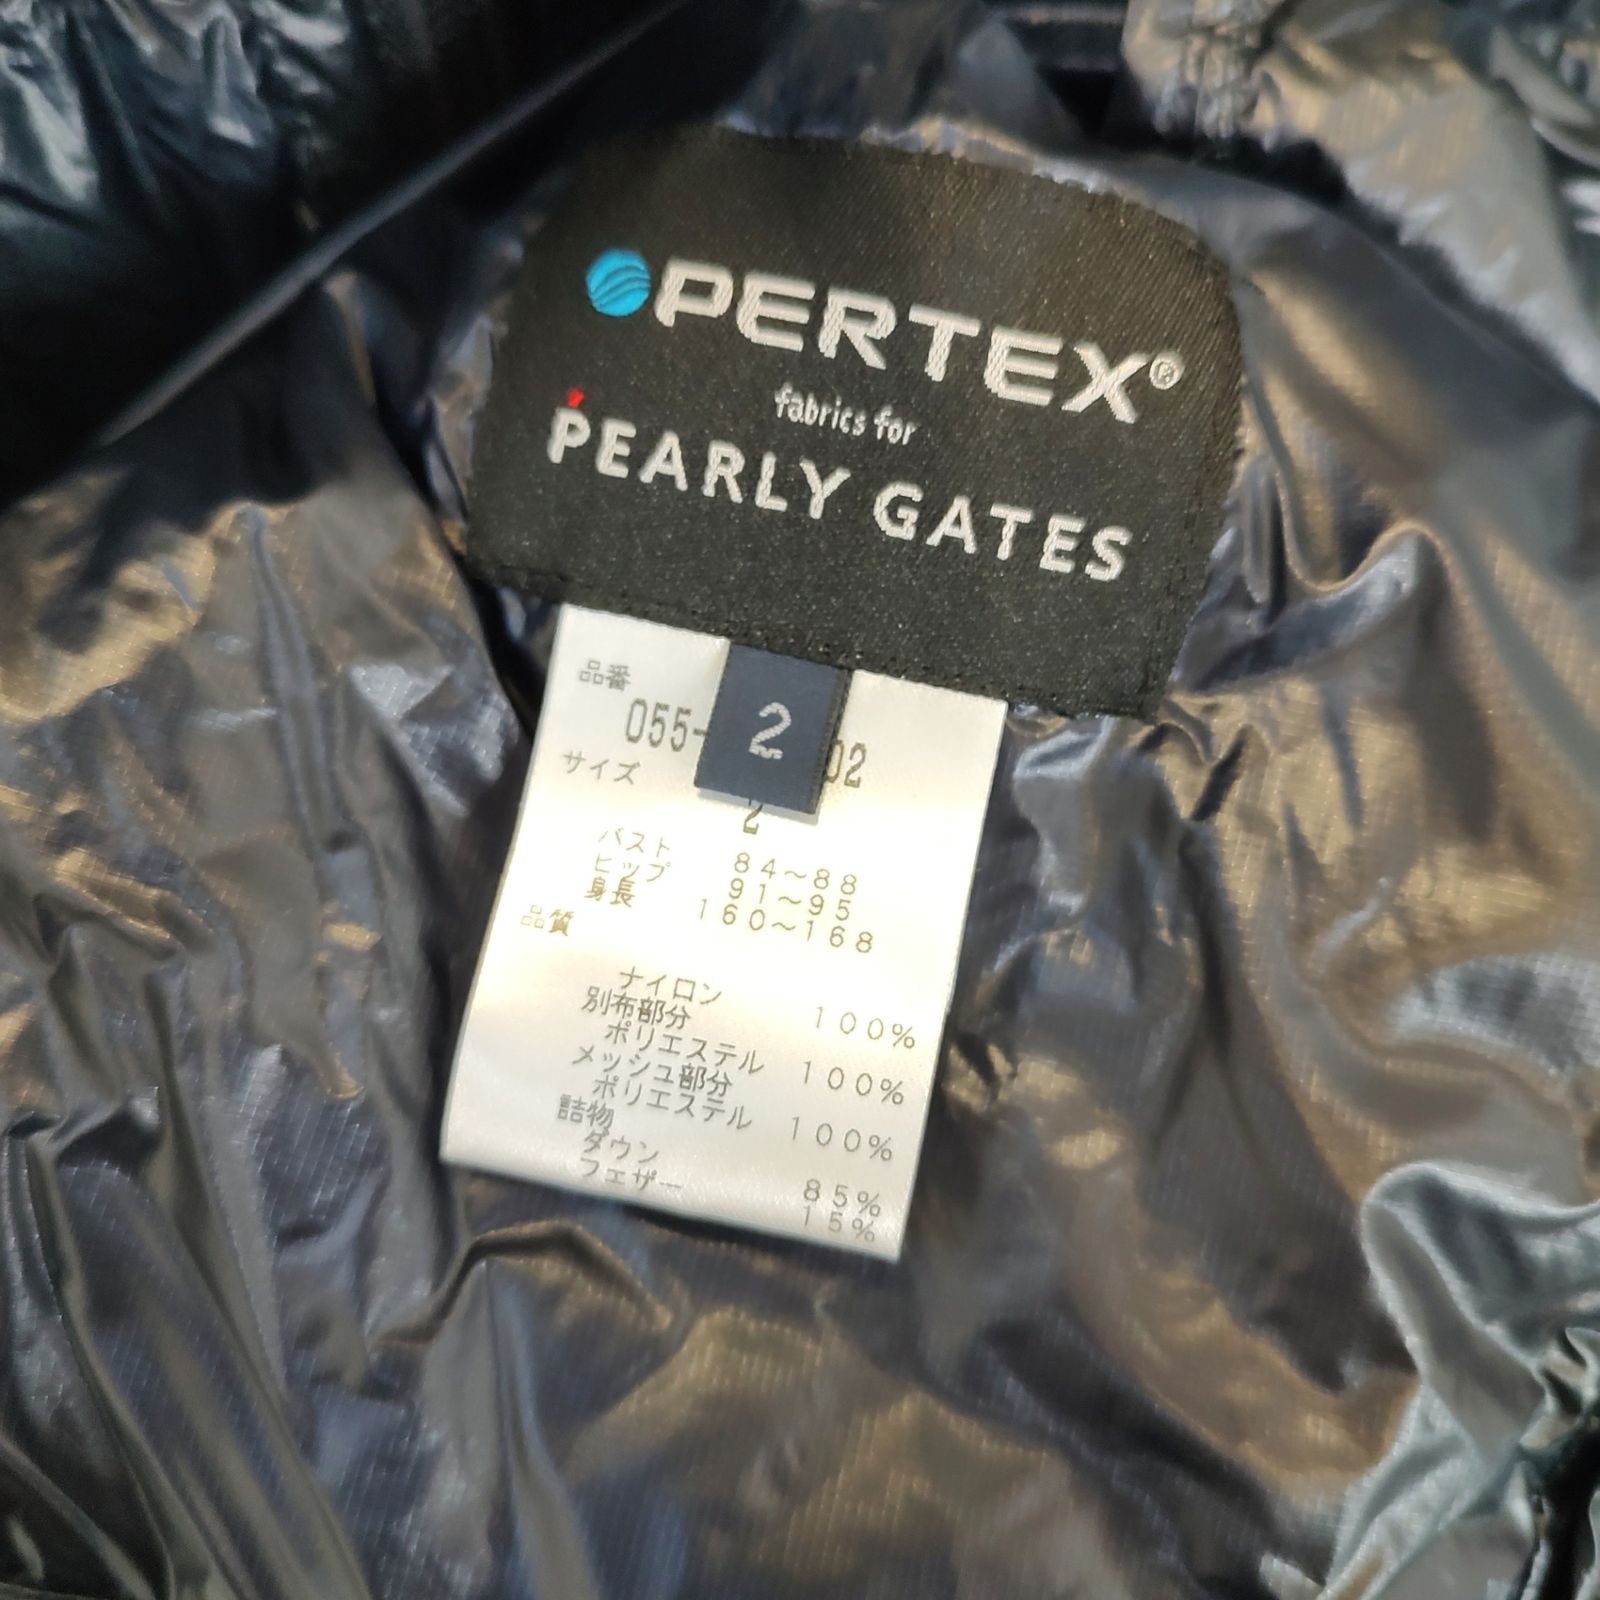 PERTEX®
fabrics for
PEARLY GATES
品番
055-
2
02
サイズ
2
バスト 84～88
ヒップ 91～95
身長 160～168
品質
ナイロン 100%
別布部分
ポリエステル 100%
メッシュ部分
ポリエステル 100%
詰物
ダウン 85%
フェザー 15%